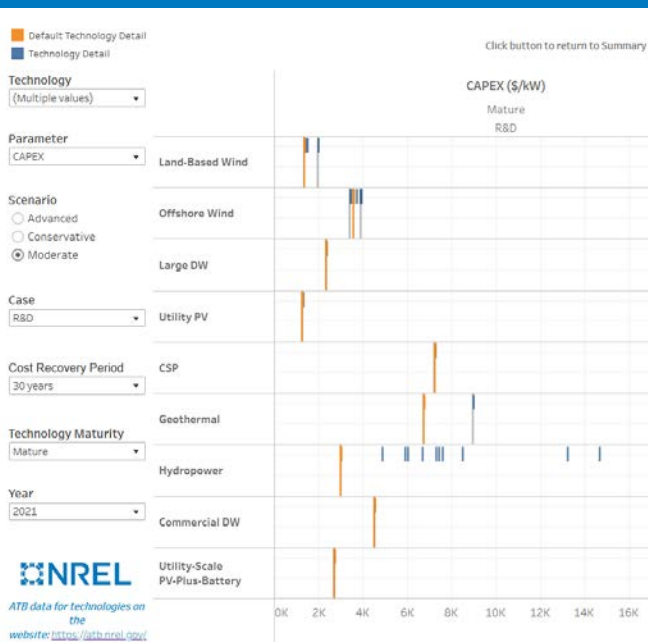 Default Technology Detail
Technology Detail
Click button to return to Summary
Technology
(Multiple values)
Parameter
CAPEX
Scenario
Advanced
Conservative
Moderate
Case
R&D
Cost Recovery Period
30 years
Technology Maturity
Mature
Year
2021
NREL
ATB data for technologies on
the
website: https://atb.nrel.gov/
CAPEX ($/kW)
Mature
R&D
Land-Based Wind
Offshore Wind
Large DW
Utility PV
CSP
Geothermal
Hydropower
Commercial DW
Utility-Scale
PV-Plus-Battery
0K 2K 4K 6K 8K 10K 12K 14K 16K